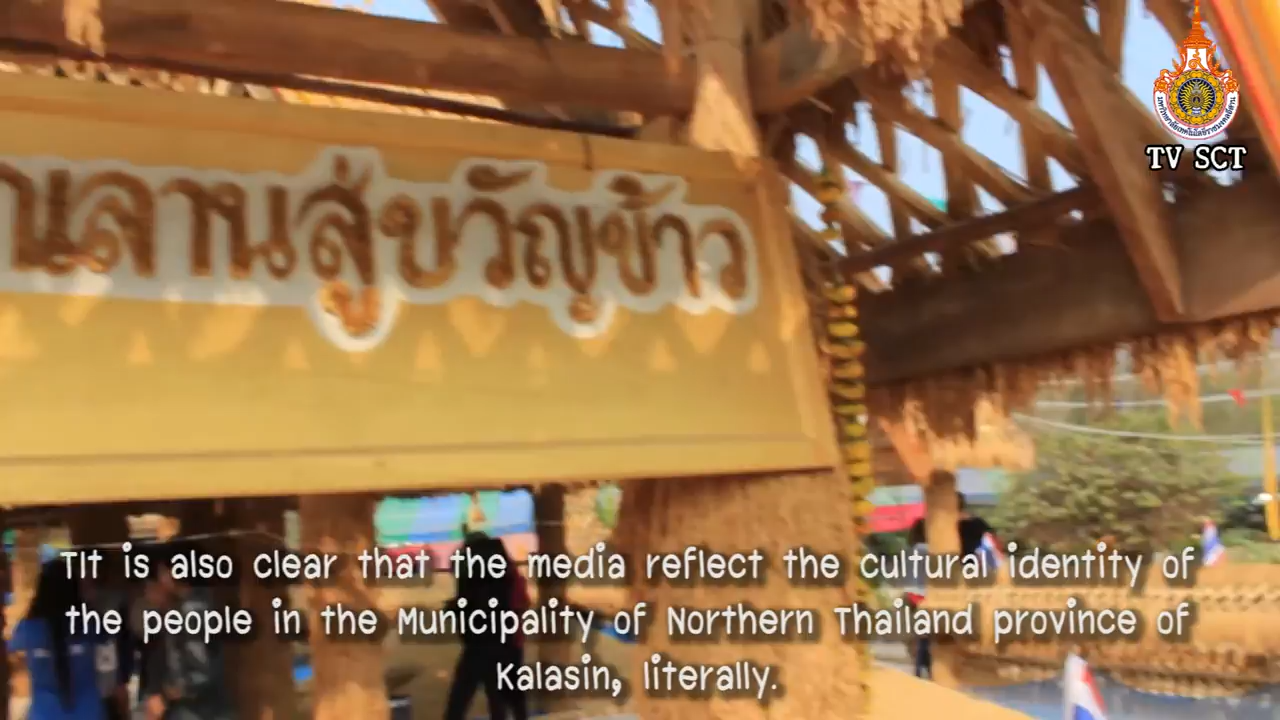 TV SCT
นลานสู่ขวัญข้าว
TIt is also clear that the media reflect the cultural identity of
the people in the Municipality of Northern Thailand province of
Kalasin, literally.